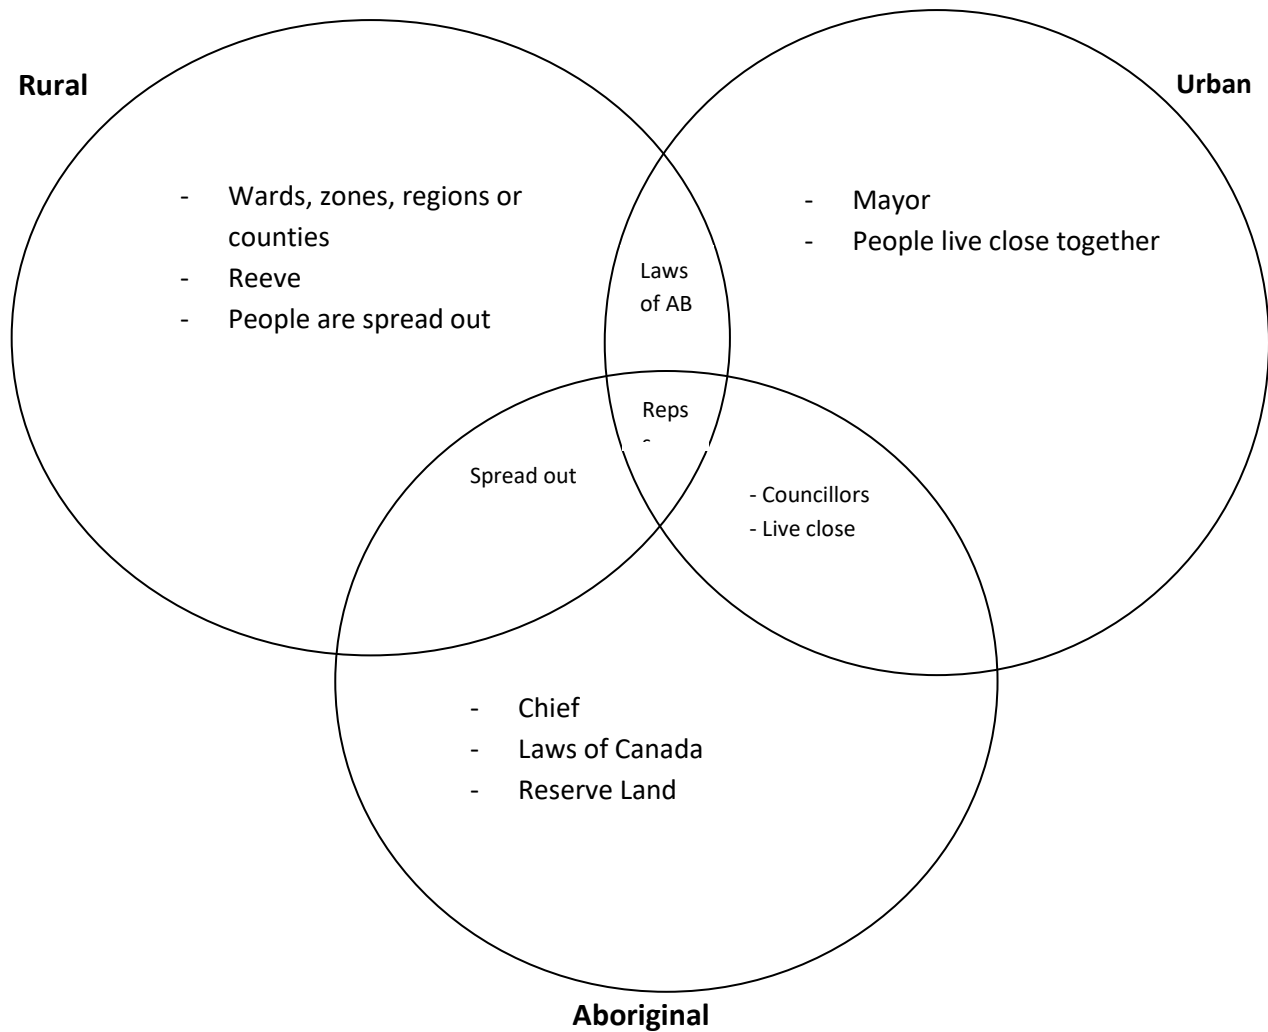 Rural
Urban
- Wards, zones, regions or
counties
- Reeve
- People are spread out
- Mayor
- People live close together
Laws
of AB
Reps
Spread out
- Councillors
- Live close
- Chief
- Laws of Canada
- Reserve Land
Aboriginal